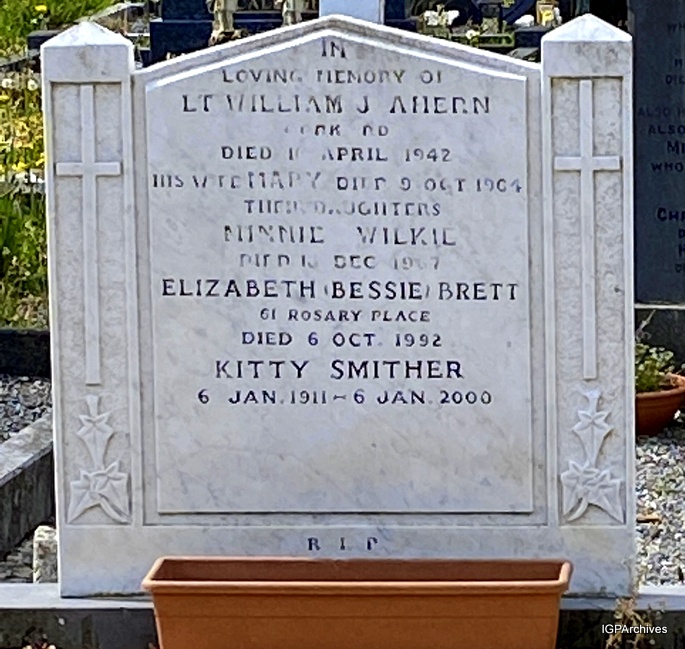 IN
LOVING MEMORY OF
LT WILLIAM J AHERN
CORK RD
DIED APRIL 1942
HIS WIFE MARY DIED 9 OCT 1964
THEIR DAUGHTERS
MINNIE WILKIE
DIED DEC
ELIZABETH (BESSIE) BRETT
61 ROSARY PLACE
DIED 6 OCT. 1992
KITTY SMITHER
6 JAN. 1911 ~ 6 JAN. 2000
R I P
IGPArchives